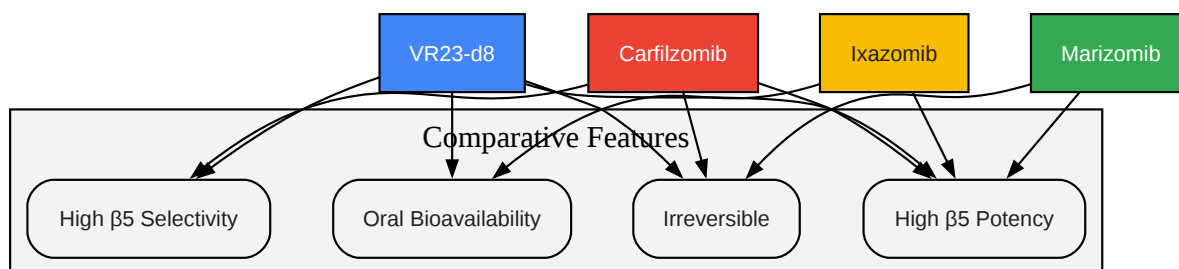 VR23-d8
Carfilzomib
Ixazomib
Marizomib
Comparative Features
High β5 Selectivity
Oral Bioavailability
Irreversible
High β5 Potency